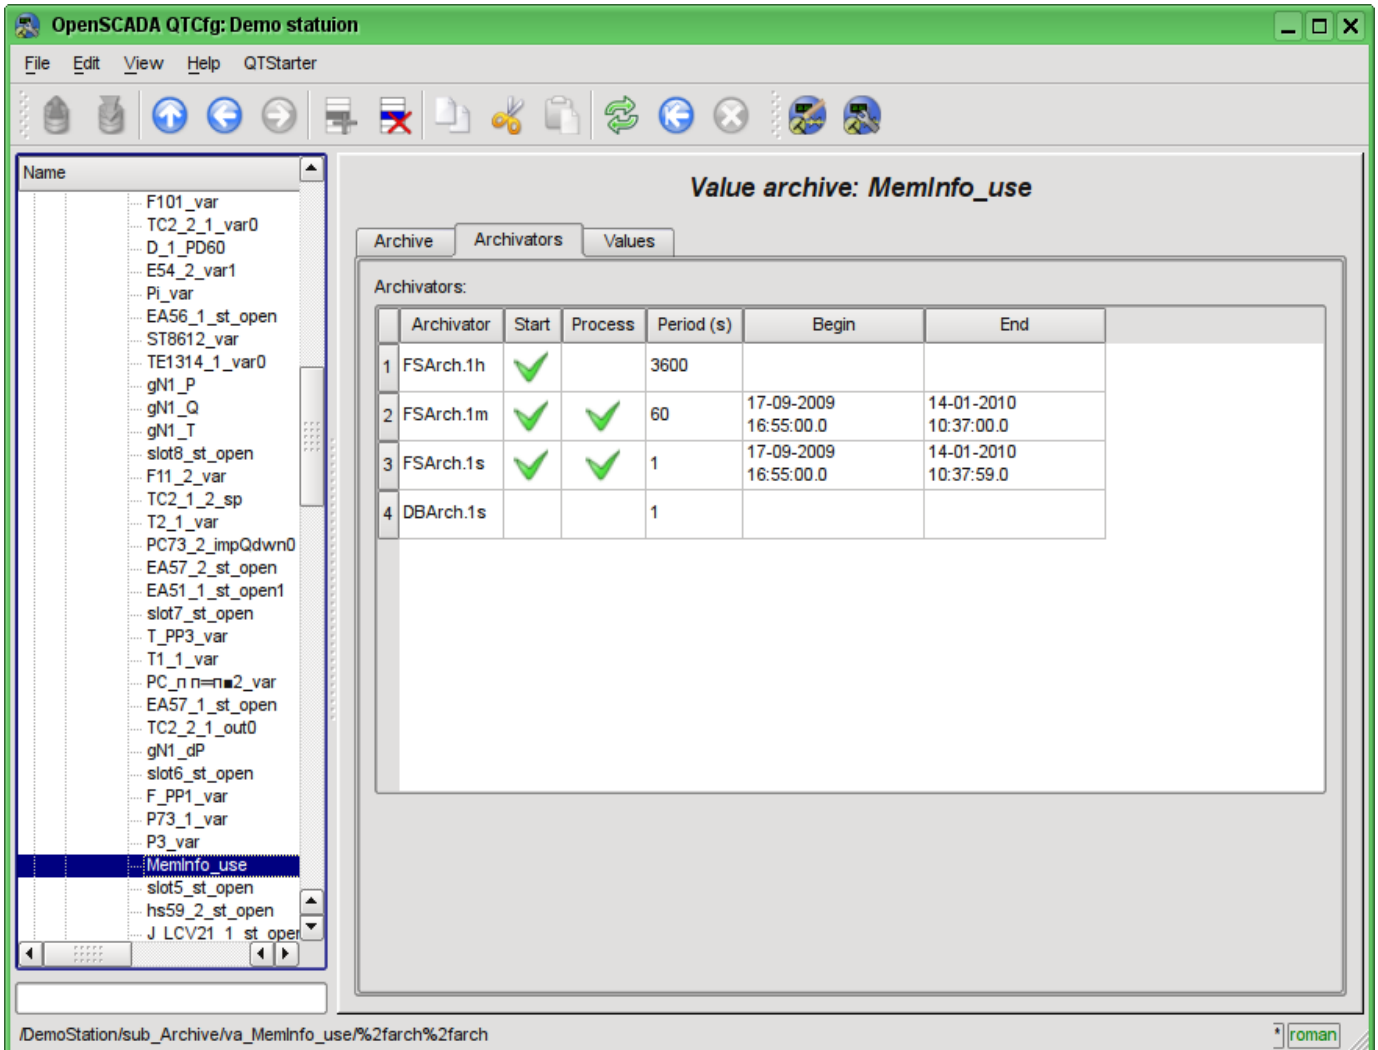 OpenSCADA QTCfg: Demo statuion
File Edit View Help QTStarter
Name
F101_var
TC2_2_1_var0
D_1_PD60
E54_2_var1
Pi_var
EA56_1_st_open
ST8612_var
TE1314_1_var0
gN1_P
gN1_Q
gN1_T
slot8_st_open
F11_2_var
TC2_1_2_sp
T2_1_var
PC73_2_impQdwn0
EA57_2_st_open
EA51_1_st_open1
slot7_st_open
T_PP3_var
T1_1_var
PC_п п═п■2_var
EA57_1_st_open
TC2_2_1_out0
gN1_dP
slot6_st_open
F_PP1_var
P73_1_var
P3_var
MemInfo_use
slot5_st_open
hs59_2_st_open
J_LCV21_1_st_oper
Value archive: MemInfo_use
Archive Archivators Values
Archivators:
Archivator Start Process Period (s) Begin End
1 FSArch.1h 3600
2 FSArch.1m 60 17-09-2009 16:55:00.0 14-01-2010 10:37:00.0
3 FSArch.1s 1 17-09-2009 16:55:00.0 14-01-2010 10:37:59.0
4 DBArch.1s 1
/DemoStation/sub_Archive/va_MemInfo_use/%2farch%2farch
* roman